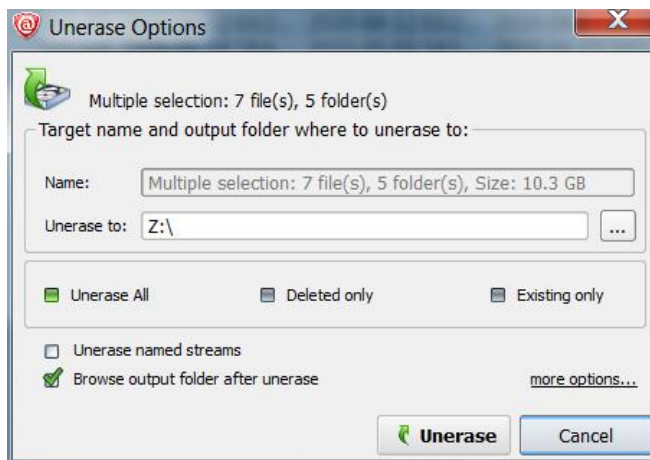 Unerase Options
Multiple selection: 7 file(s), 5 folder(s)
Target name and output folder where to unerase to:
Name: Multiple selection: 7 file(s), 5 folder(s), Size: 10.3 GB
Unerase to: Z:\ ...
Unerase All Deleted only Existing only
Unerase named streams
Browse output folder after unerase more options...
Unerase Cancel